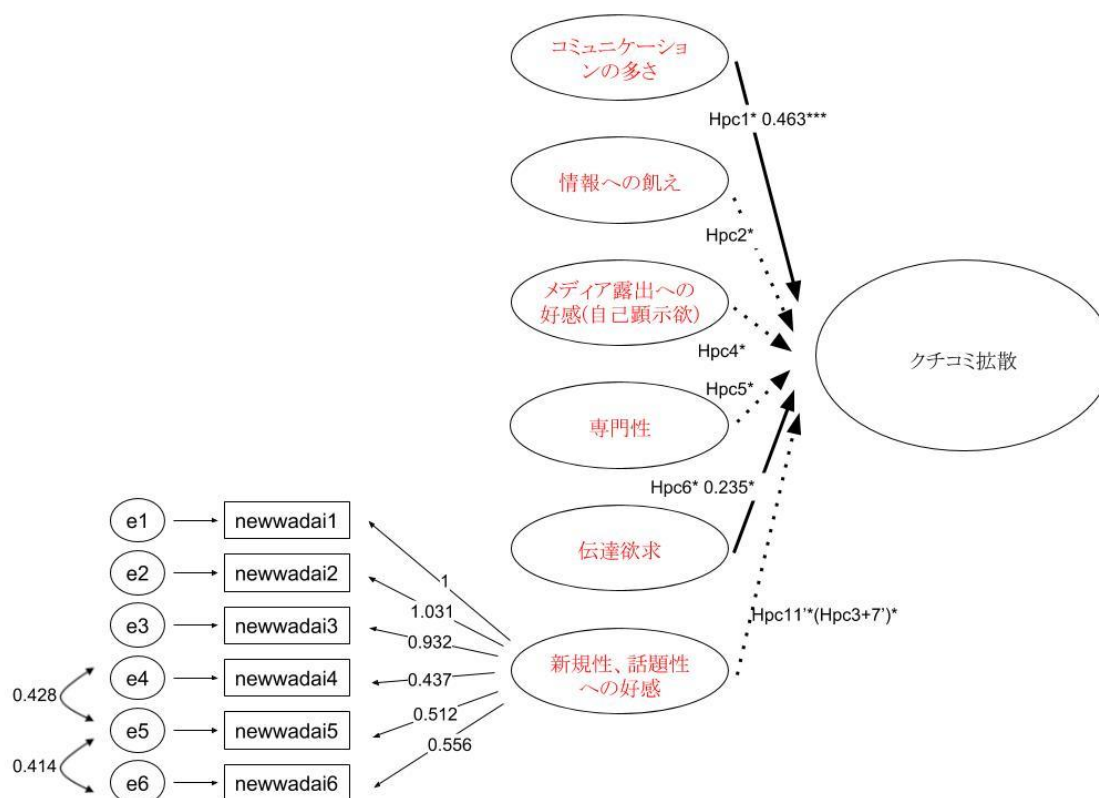 コミュニケーショ
ンの多さ
Hpc1* 0.463***
情報への飢え
Hpc2*
メディア露出への
好感(自己顕示欲)
Hpc4*
クチコミ拡散
Hpc5*
専門性
Hpc6* 0.235*
伝達欲求
Hpc11’*(Hpc3+7’)*
新規性、話題性
への好感
e1
newwadai1
1
e2
newwadai2
1.031
e3
newwadai3
0.932
e4
newwadai4
0.437
0.428
e5
newwadai5
0.512
0.414
e6
newwadai6
0.556